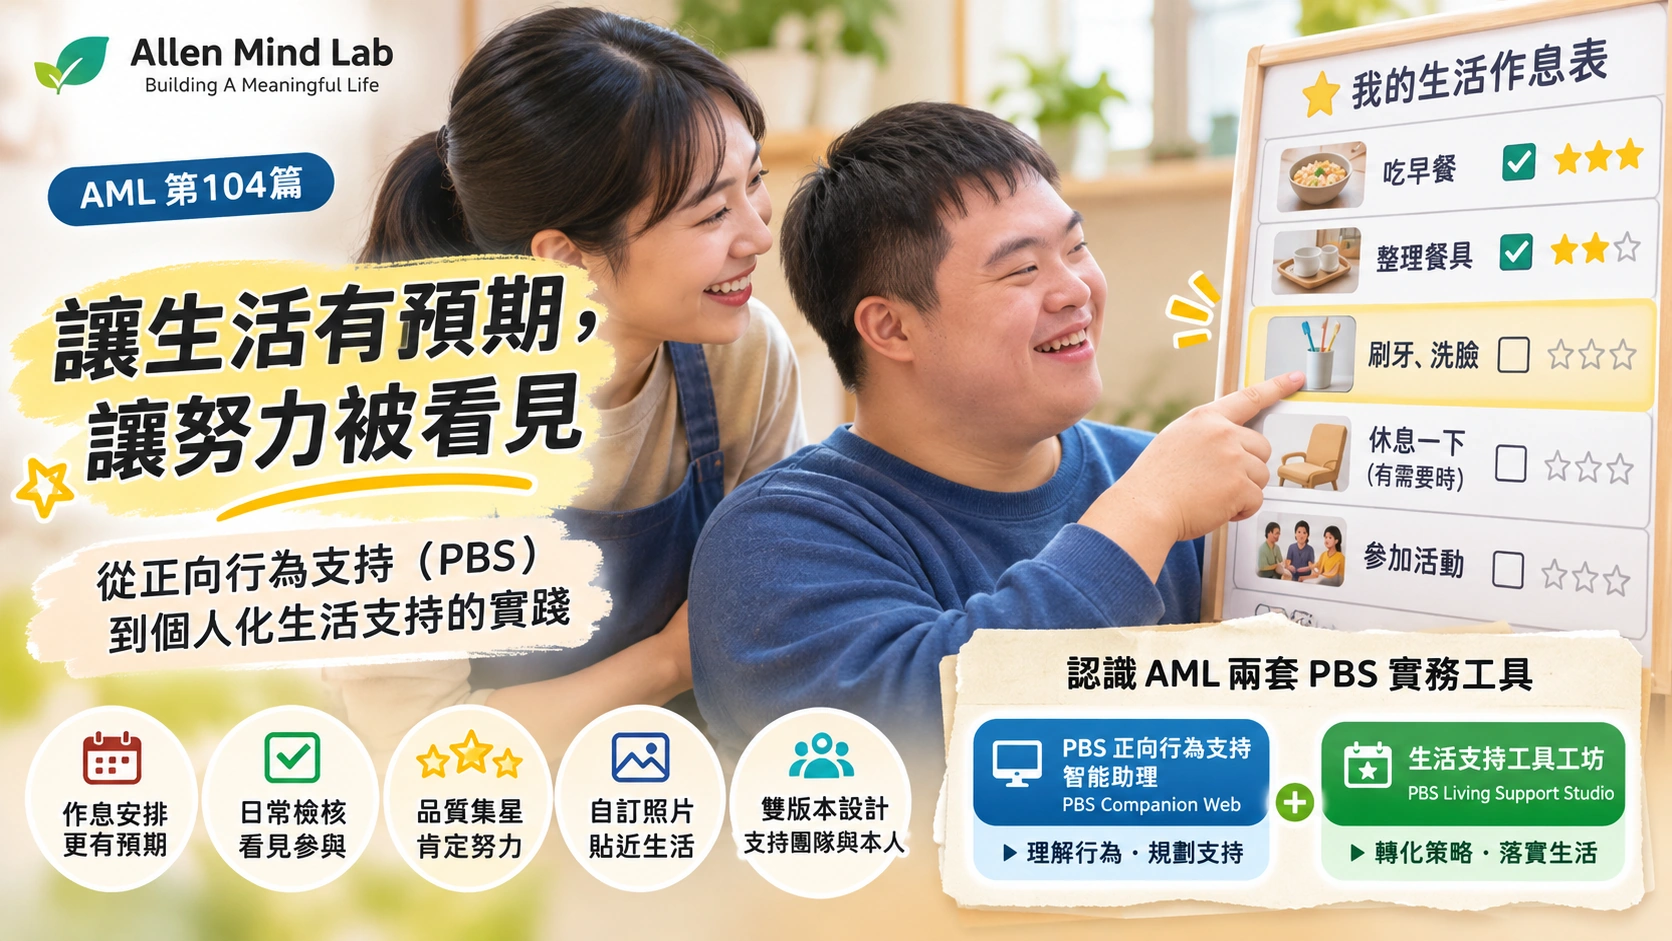 Allen Mind Lab
Building A Meaningful Life
AML 第104篇
讓生活有預期,
讓努力被看見
從正向行為支持（PBS）
到個人化生活支持的實踐
我的生活作息表
吃早餐
整理餐具
刷牙、洗臉
休息一下
(有需要時)
參加活動
認識 AML 兩套 PBS 實務工具
PBS 正向行為支持
智能助理
PBS Companion Web
▶ 理解行為・規劃支持
生活支持工具工坊
PBS Living Support Studio
▶ 轉化策略・落實生活
作息安排
更有預期
日常檢核
看見參與
品質集星
肯定努力
自訂照片
貼近生活
雙版本設計
支持團隊與本人